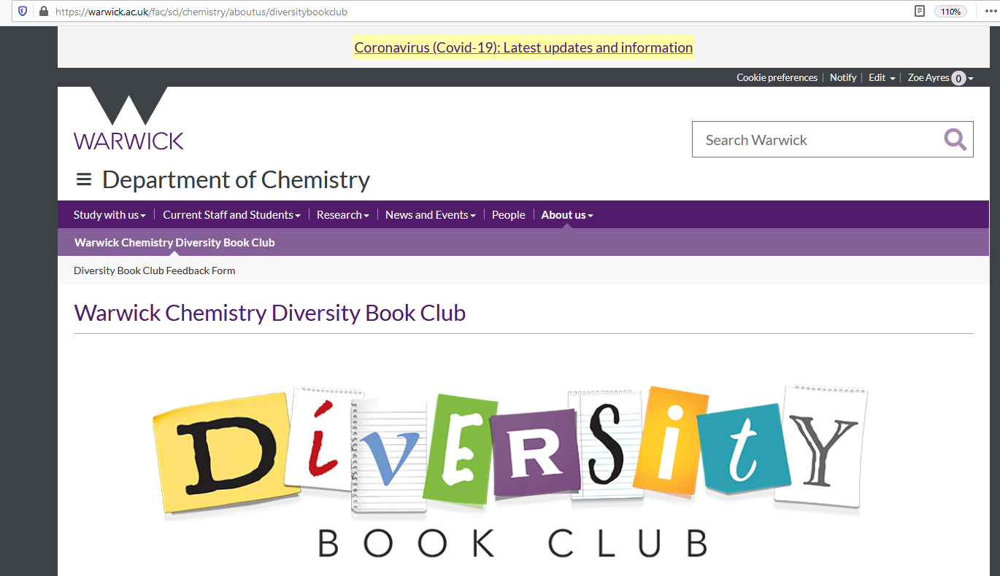 https://warwick.ac.uk/fac/sci/chemistry/aboutus/diversitybookclub 110%
Coronavirus (Covid-19): Latest updates and information
Cookie preferences Notify Edit Zoe Ayres 0
WARWICK
Search Warwick
Department of Chemistry
Study with us Current Staff and Students Research News and Events People About us
Warwick Chemistry Diversity Book Club
Diversity Book Club Feedback Form
Warwick Chemistry Diversity Book Club
DívERSitY
BOOK CLUB